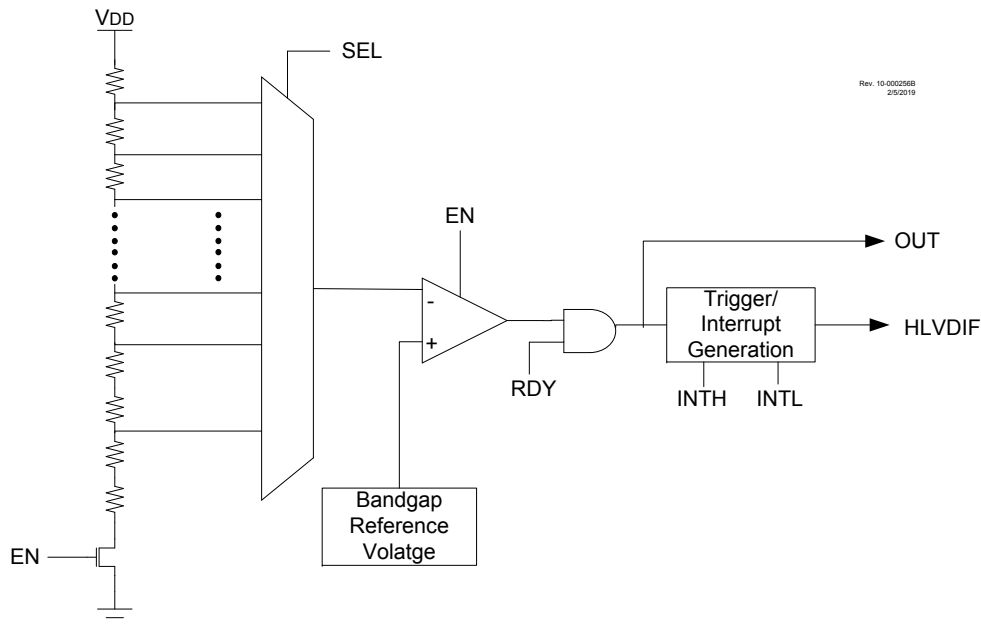 VDD
SEL
Rev. 10-000256B
2/5/2019
EN
OUT
-
+
Trigger/
Interrupt
Generation
HLVDIF
RDY
INTH
INTL
Bandgap
Reference
Volatge
EN